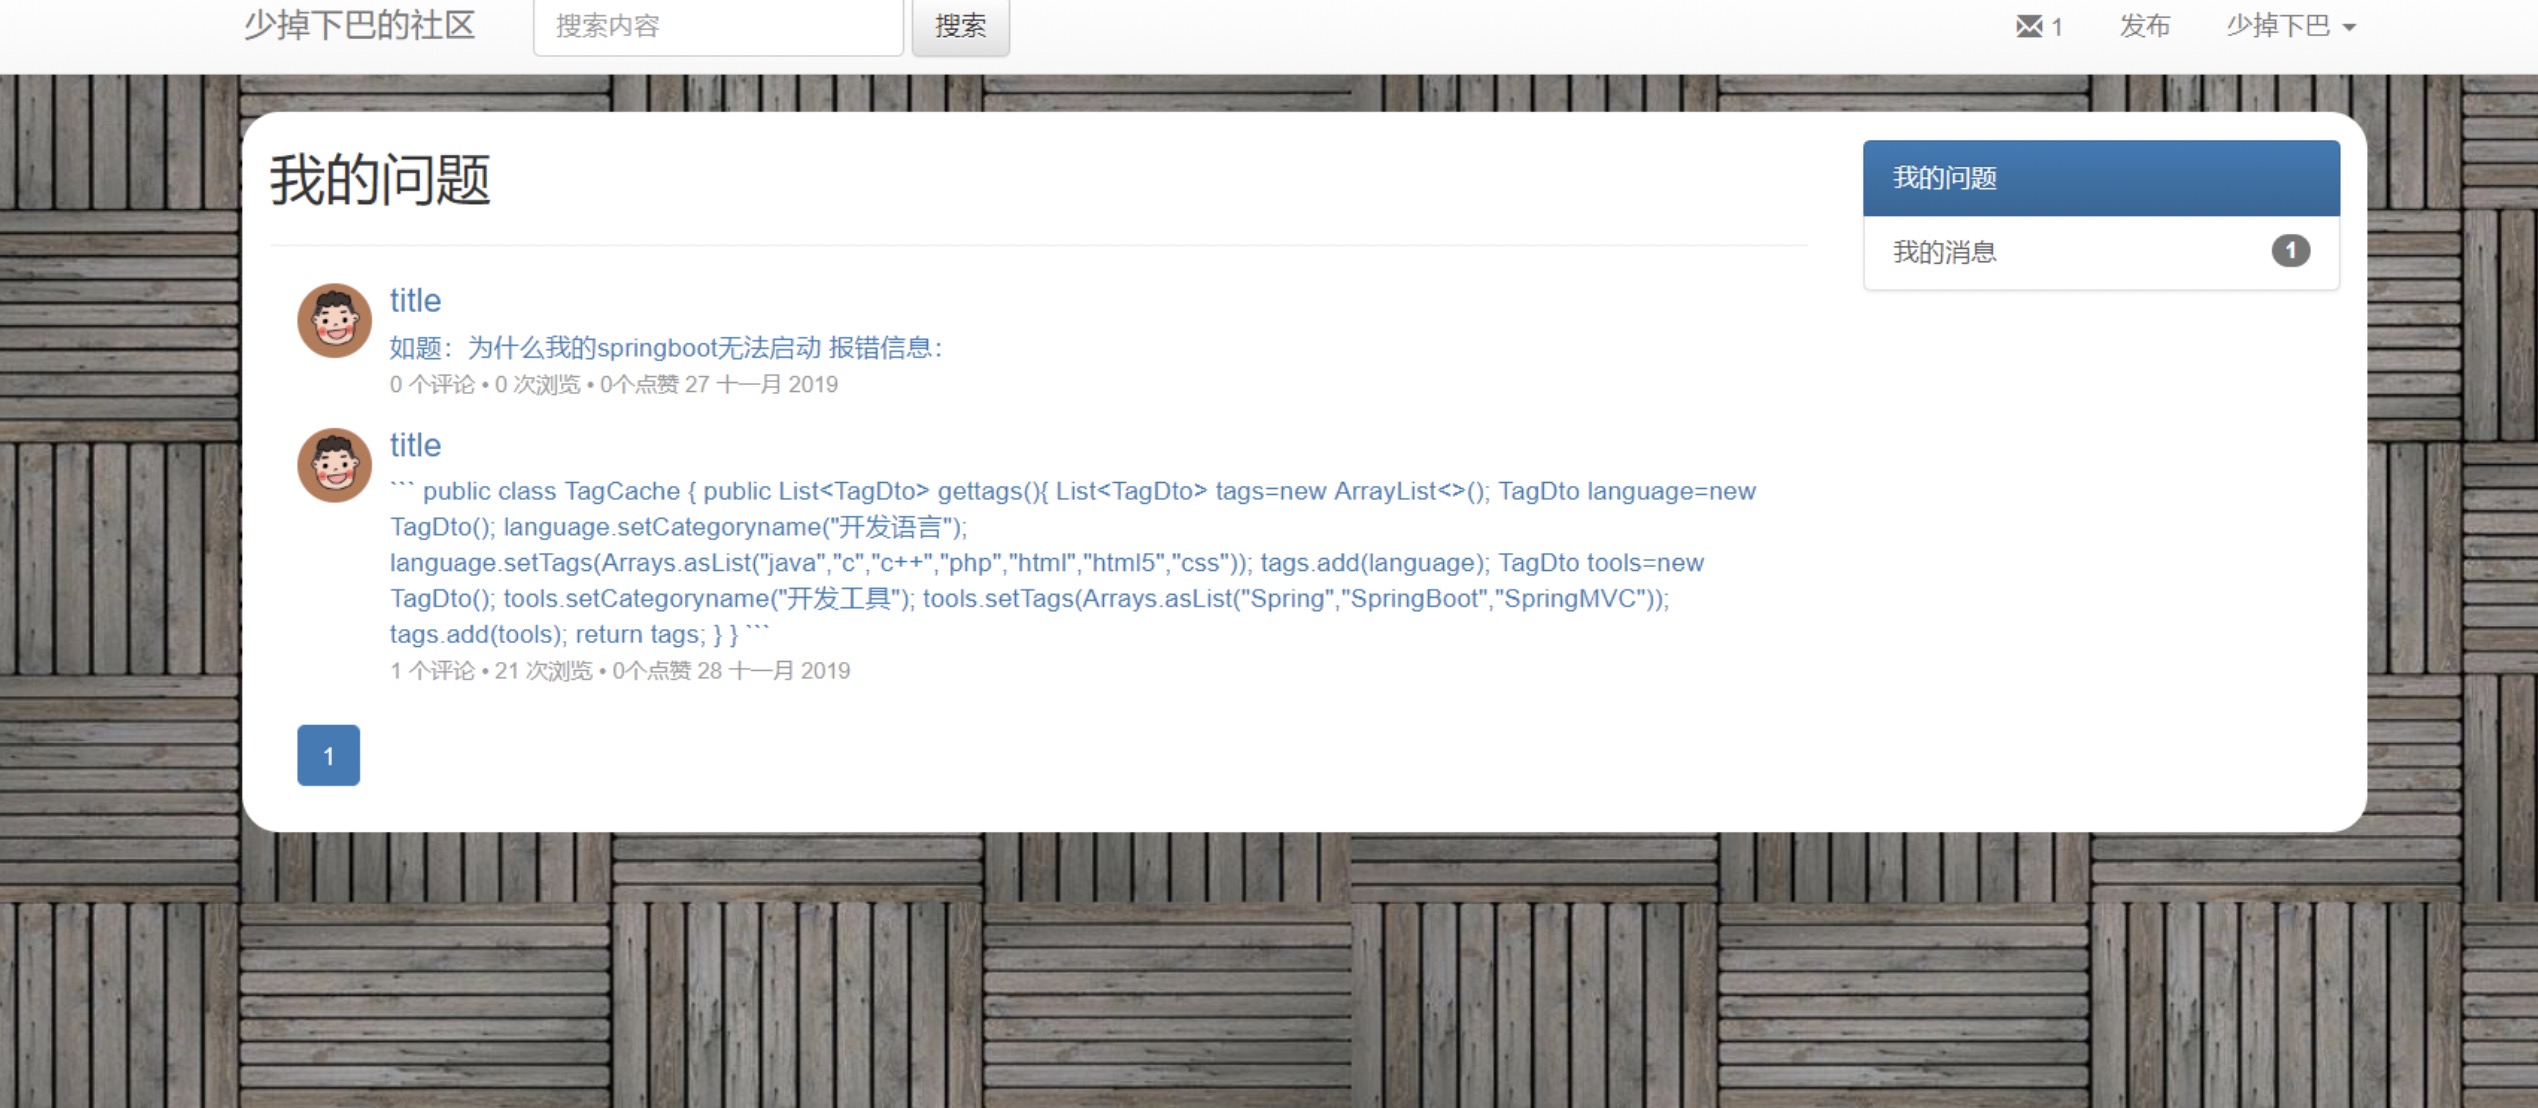 少掉下巴的社区 搜索内容 搜索 1 发布 少掉下巴
我的问题
title
如题：为什么我的springboot无法启动 报错信息：
0 个评论 • 0 次浏览 • 0个点赞 27 十一月 2019
title
``` public class TagCache { public List<TagDto> gettags(){ List<TagDto> tags=new ArrayList<>(); TagDto language=new
TagDto(); language.setCategoryname("开发语言");
language.setTags(Arrays.asList("java","c","c++","php","html","html5","css")); tags.add(language); TagDto tools=new
TagDto(); tools.setCategoryname("开发工具"); tools.setTags(Arrays.asList("Spring","SpringBoot","SpringMVC"));
tags.add(tools); return tags; } } ```
1 个评论 • 21 次浏览 • 0个点赞 28 十一月 2019
1
我的问题
我的消息 1